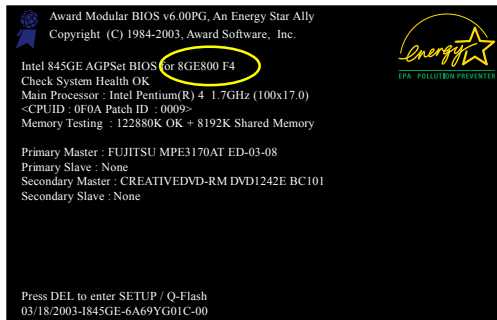 Award Modular BIOS v6.00PG, An Energy Star Ally
Copyright (C) 1984-2003, Award Software, Inc.
energy
EPA POLLUTION PREVENTER
Intel 845GE AGPSet BIOS for 8GE800 F4
Check System Health OK
Main Processor : Intel Pentium(R) 4 1.7GHz (100x17.0)
<CPUID : 0F0A Patch ID : 0009>
Memory Testing : 122880K OK + 8192K Shared Memory
Primary Master : FUJITSU MPE3170AT ED-03-08
Primary Slave : None
Secondary Master : CREATIVEDVD-RM DVD1242E BC101
Secondary Slave : None
Press DEL to enter SETUP / Q-Flash
03/18/2003-I845GE-6A69YG01C-00